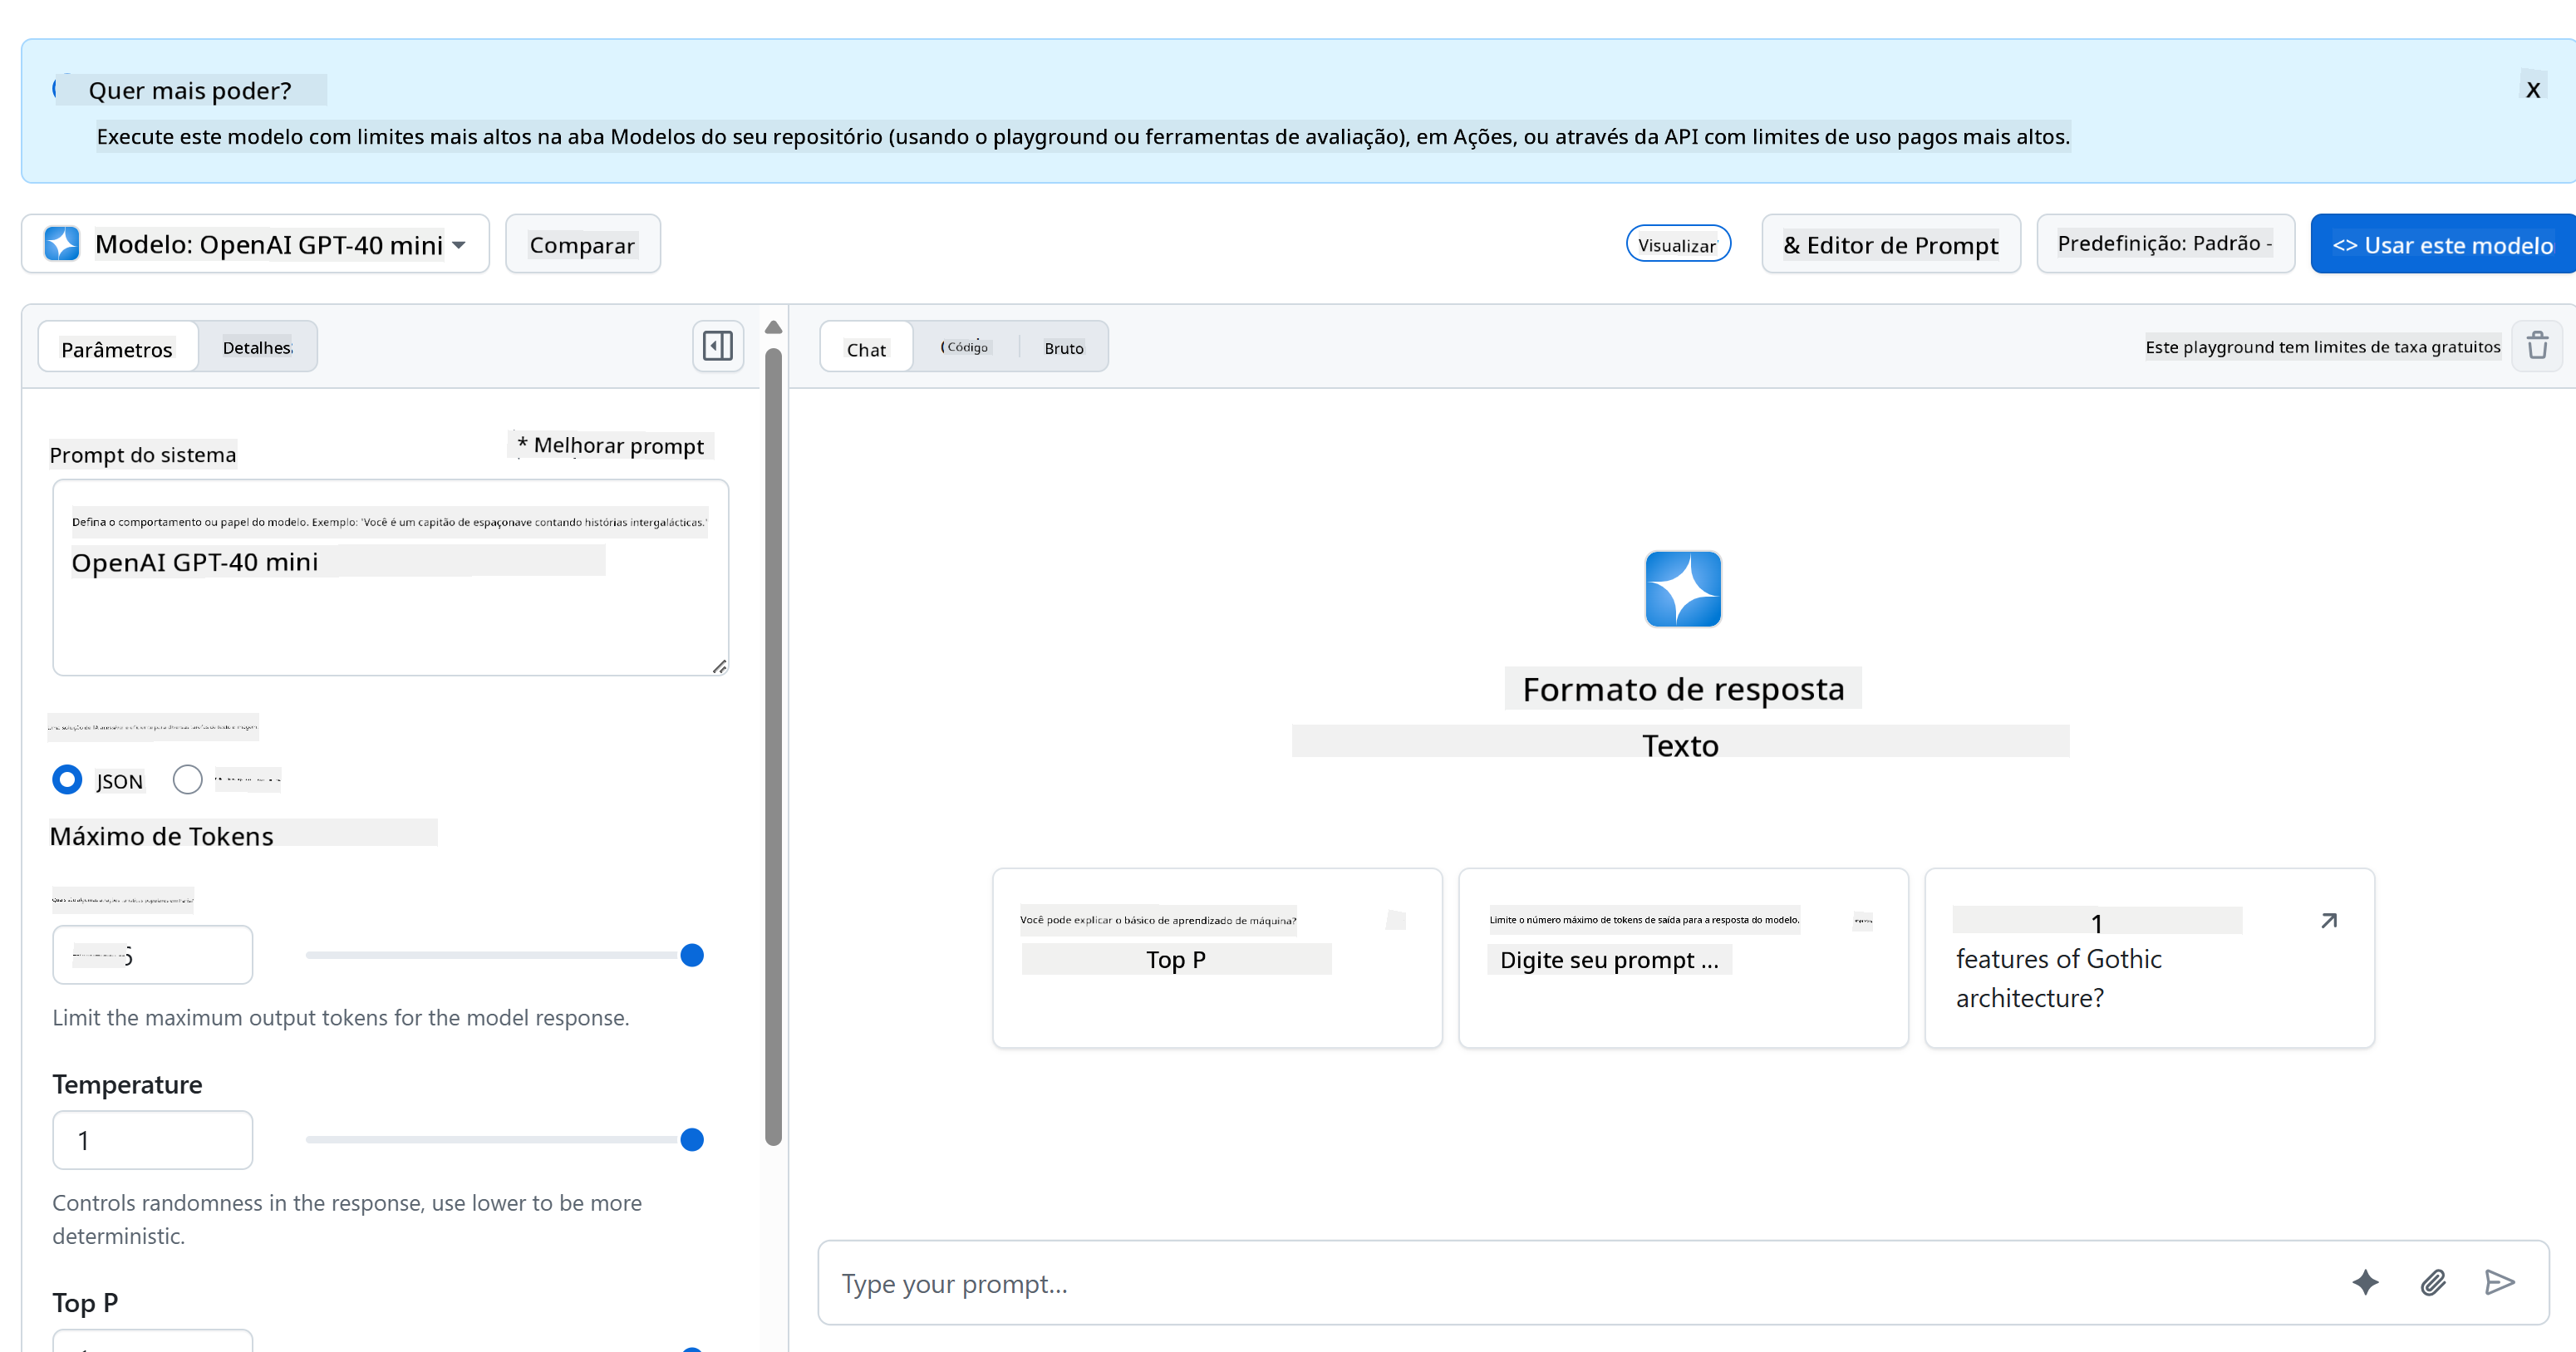 Quer mais poder?
X
Execute este modelo com limites mais altos na aba Modelos do seu repositório (usando o playground ou ferramentas de avaliação), em Ações, ou através da API com limites de uso pagos mais altos.
Modelo: OpenAI GPT-40 mini
Comparar
Visualizar
& Editor de Prompt
Predefinição: Padrão -
<> Usar este modelo
Parâmetros
Detalhes
Chat
Código
Bruto
Este playground tem limites de taxa gratuitos
Prompt do sistema
* Melhorar prompt
Defina o comportamento ou papel do modelo. Exemplo: 'Você é um capitão de espaçonave contando histórias intergalácticas.'
OpenAI GPT-40 mini
JSON
Máximo de Tokens
Limit the maximum output tokens for the model response.
Temperature
1
Controls randomness in the response, use lower to be more
deterministic.
Top P
Formato de resposta
Texto
Você pode explicar o básico de aprendizado de máquina?
Top P
Limite o número máximo de tokens de saída para a resposta do modelo.
Digite seu prompt ...
1
features of Gothic
architecture?
Type your prompt...